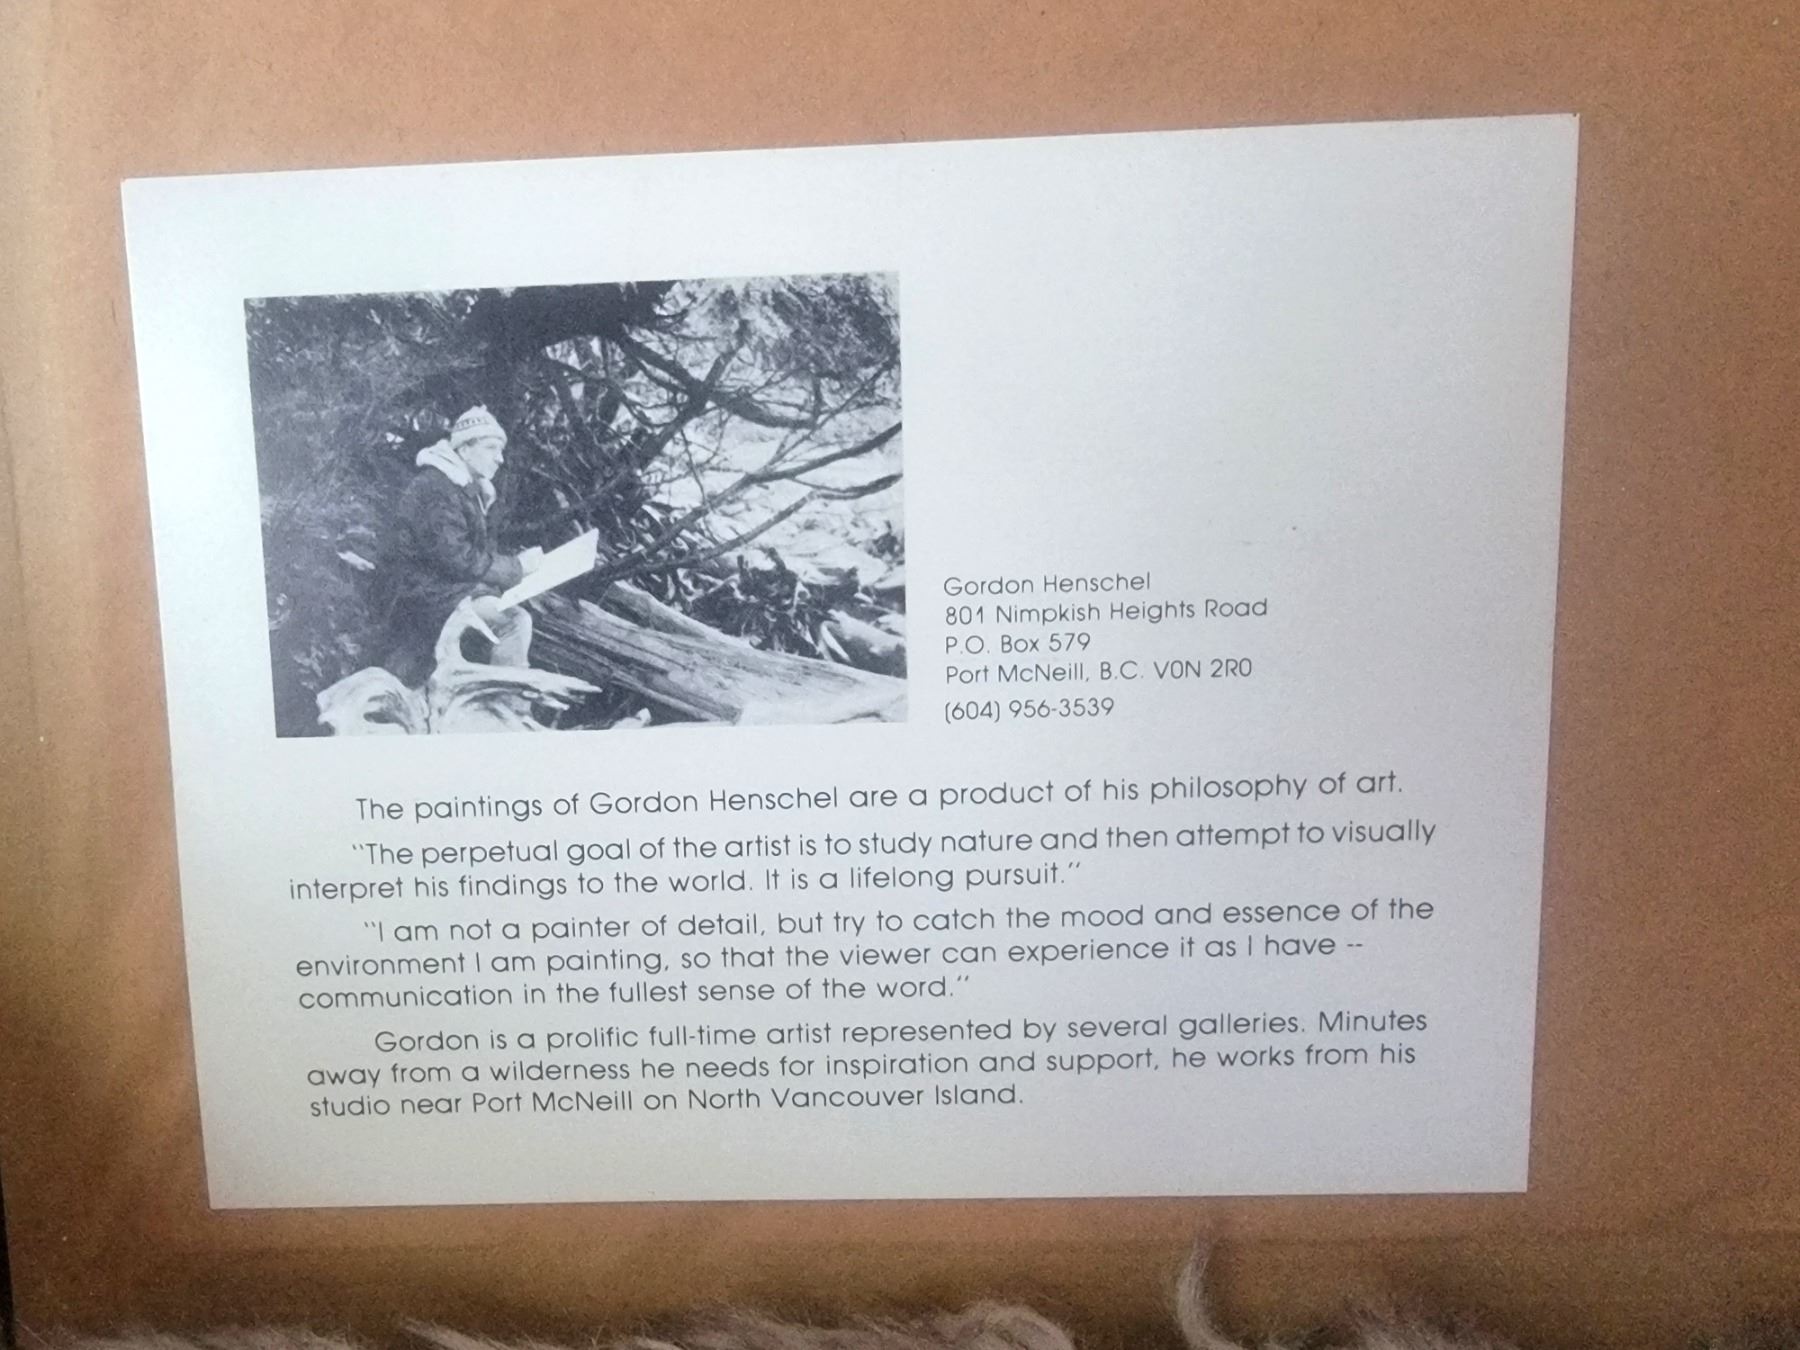 Gordon Henschel
801 Nimpkish Heights Road
P.O. Box 579
Port McNeill, B.C. V0N 2R0
(604) 956-3539
The paintings of Gordon Henschel are a product of his philosophy of art.
"The perpetual goal of the artist is to study nature and then attempt to visually
interpret his findings to the world. It is a lifelong pursuit."
"I am not a painter of detail, but try to catch the mood and essence of the
environment I am painting, so that the viewer can experience it as I have --
communication in the fullest sense of the word."
Gordon is a prolific full-time artist represented by several galleries. Minutes
away from a wilderness he needs for inspiration and support, he works from his
studio near Port McNeill on North Vancouver Island.